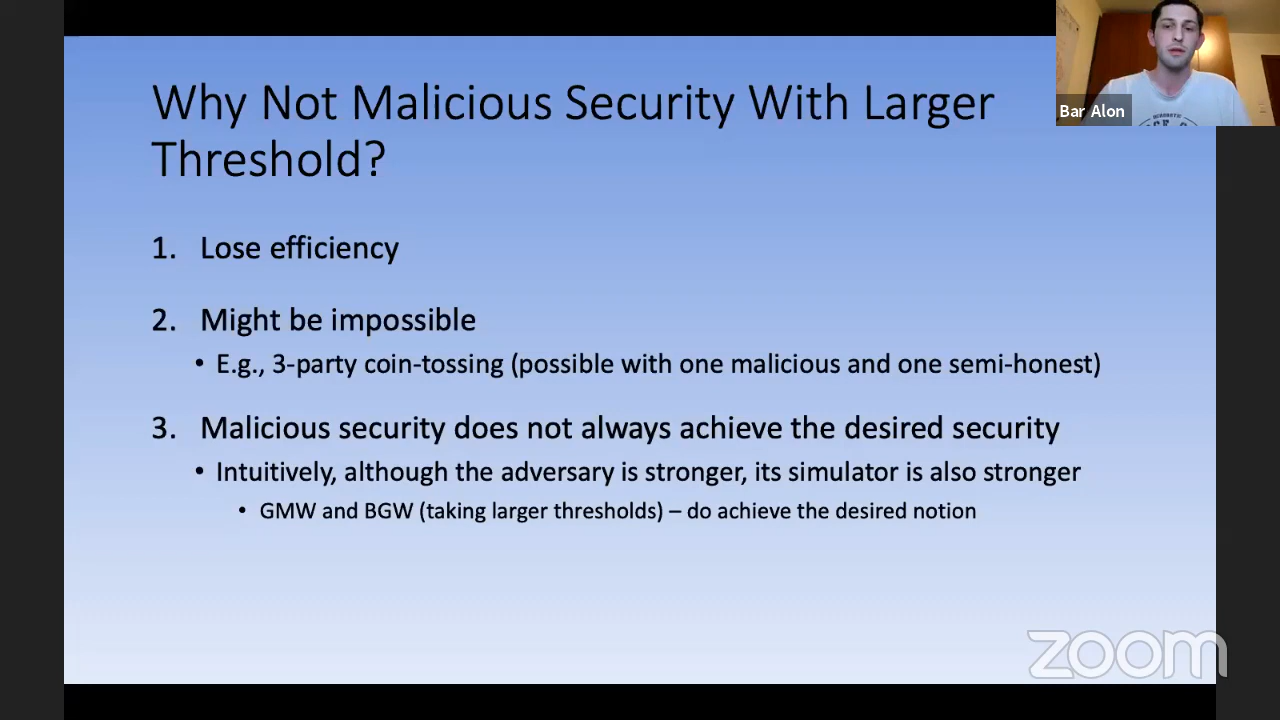 Why Not Malicious Security With Larger
Threshold?
Bar Alon
1. Lose efficiency
2. Might be impossible
• E.g., 3-party coin-tossing (possible with one malicious and one semi-honest)
3. Malicious security does not always achieve the desired security
• Intuitively, although the adversary is stronger, its simulator is also stronger
• GMW and BGW (taking larger thresholds) – do achieve the desired notion
zoom